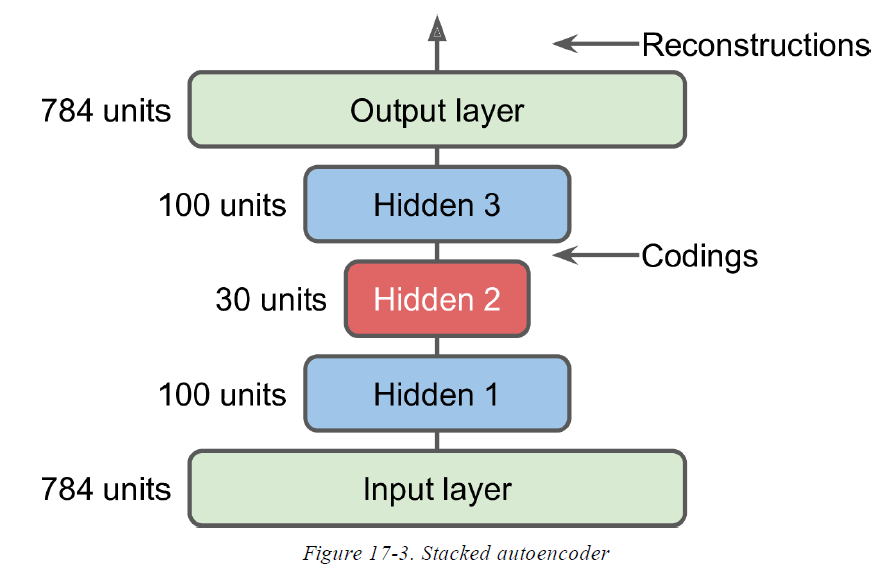 Reconstructions
784 units
Output layer
100 units
Hidden 3
Codings
30 units
Hidden 2
100 units
Hidden 1
784 units
Input layer
Figure 17-3. Stacked autoencoder